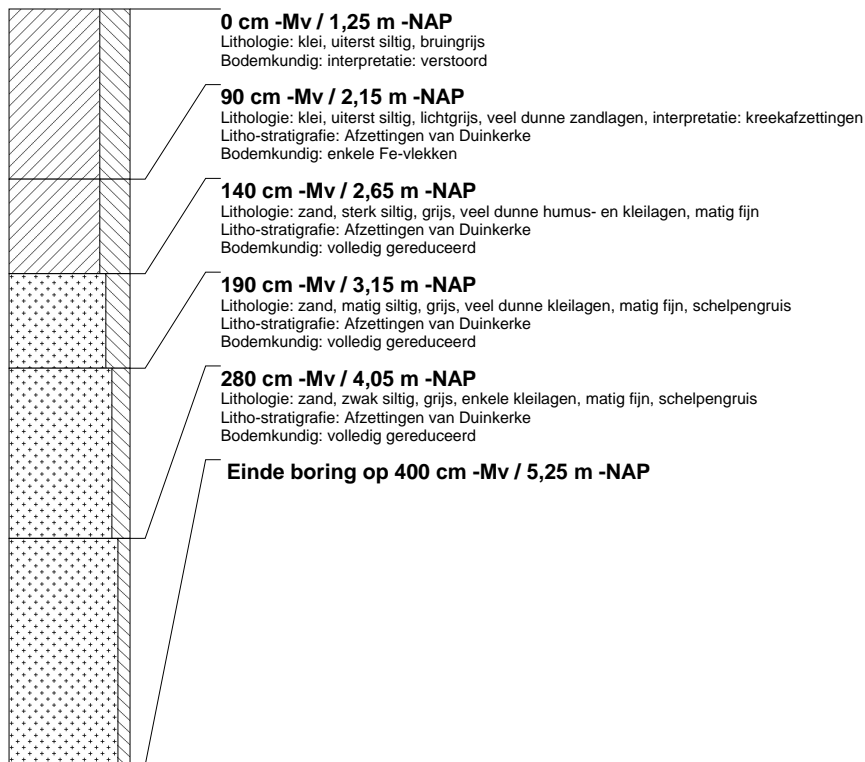 0 cm -Mv / 1,25 m -NAP
Lithologie: klei, uiterst siltig, bruingrijs
Bodemkundig: interpretatie: verstoord
90 cm -Mv / 2,15 m -NAP
Lithologie: klei, uiterst siltig, lichtgrijs, veel dunne zandlagen, interpretatie: kreekafzettingen
Litho-stratigrafie: Afzettingen van Duinkerke
Bodemkundig: enkele Fe-vlekken
140 cm -Mv / 2,65 m -NAP
Lithologie: zand, sterk siltig, grijs, veel dunne humus- en kleilagen, matig fijn
Litho-stratigrafie: Afzettingen van Duinkerke
Bodemkundig: volledig gereduceerd
190 cm -Mv / 3,15 m -NAP
Lithologie: zand, matig siltig, grijs, veel dunne kleilagen, matig fijn, schelpengruis
Litho-stratigrafie: Afzettingen van Duinkerke
Bodemkundig: volledig gereduceerd
280 cm -Mv / 4,05 m -NAP
Lithologie: zand, zwak siltig, grijs, enkele kleilagen, matig fijn, schelpengruis
Litho-stratigrafie: Afzettingen van Duinkerke
Bodemkundig: volledig gereduceerd
Einde boring op 400 cm -Mv / 5,25 m -NAP